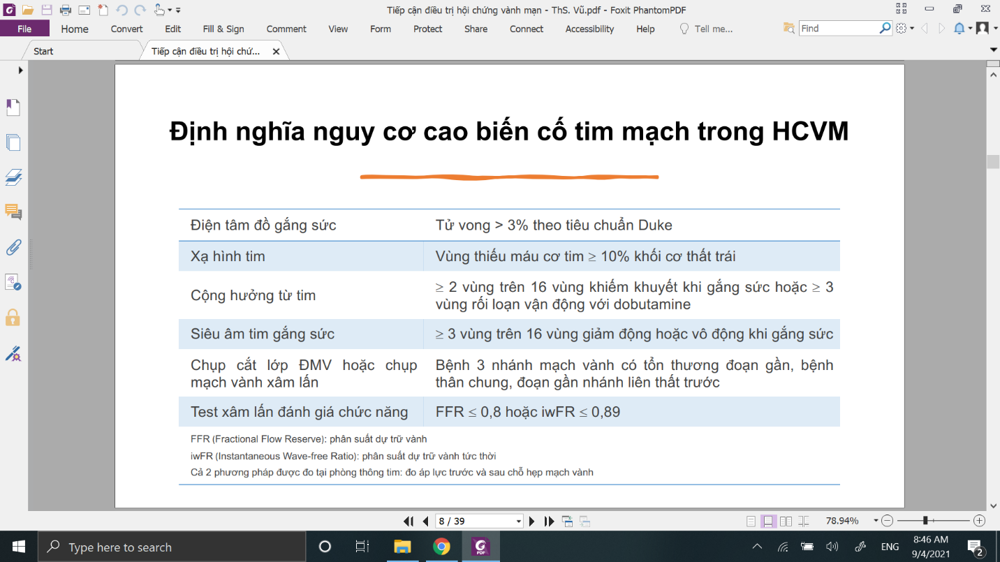 Tiếp cận điều trị hội chứng vành mạn - ThS. Vũ.pdf - Foxit PhantomPDF
File Home Convert Edit Fill & Sign Comment View Form Protect Share Connect Accessibility Help Tell me... Find
Start Tiếp cận điều trị hội chứ...
Định nghĩa nguy cơ cao biến cố tim mạch trong HCVM
Điện tâm đồ gắng sức Tử vong > 3% theo tiêu chuẩn Duke
Xạ hình tim Vùng thiếu máu cơ tim ≥ 10% khối cơ thất trái
Cộng hưởng từ tim ≥ 2 vùng trên 16 vùng khiếm khuyết khi gắng sức hoặc ≥ 3
vùng rối loạn vận động với dobutamine
Siêu âm tim gắng sức ≥ 3 vùng trên 16 vùng giảm động hoặc vô động khi gắng sức
Chụp cắt lớp ĐMV hoặc chụp Bệnh 3 nhánh mạch vành có tổn thương đoạn gần, bệnh
mạch vành xâm lấn thân chung, đoạn gần nhánh liên thất trước
Test xâm lấn đánh giá chức năng FFR ≤ 0,8 hoặc iwFR ≤ 0,89
FFR (Fractional Flow Reserve): phân suất dự trữ vành
iwFR (Instantaneous Wave-free Ratio): phân suất dự trữ vành tức thời
Cả 2 phương pháp được đo tại phòng thông tim: đo áp lực trước và sau chỗ hẹp mạch vành
8 / 39 78.94%
Type here to search PDF ENG 8:46 AM
9/4/2021 2